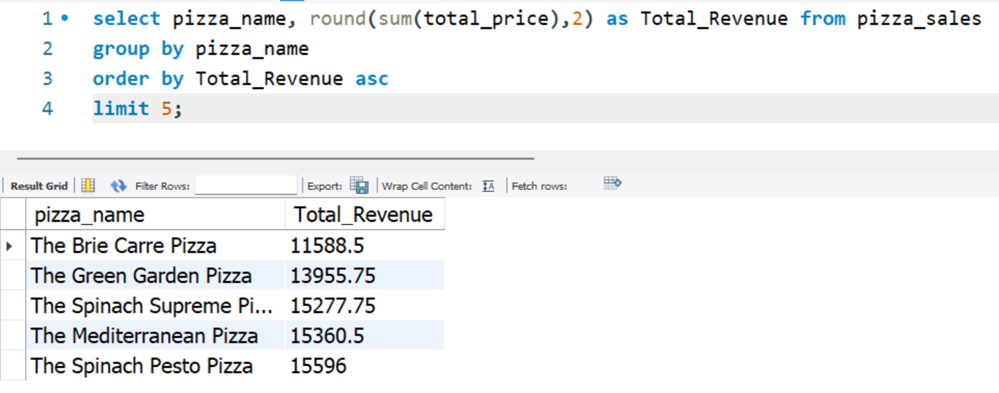 1 select pizza_name, round(sum(total_price),2) as Total_Revenue from pizza_sales
2 group by pizza_name
3 order by Total_Revenue asc
4 limit 5;
Result Grid Filter Rows: Export: Wrap Cell Content: IA Fetch rows:
pizza_name Total_Revenue
The Brie Carre Pizza 11588.5
The Green Garden Pizza 13955.75
The Spinach Supreme Pi... 15277.75
The Mediterranean Pizza 15360.5
The Spinach Pesto Pizza 15596